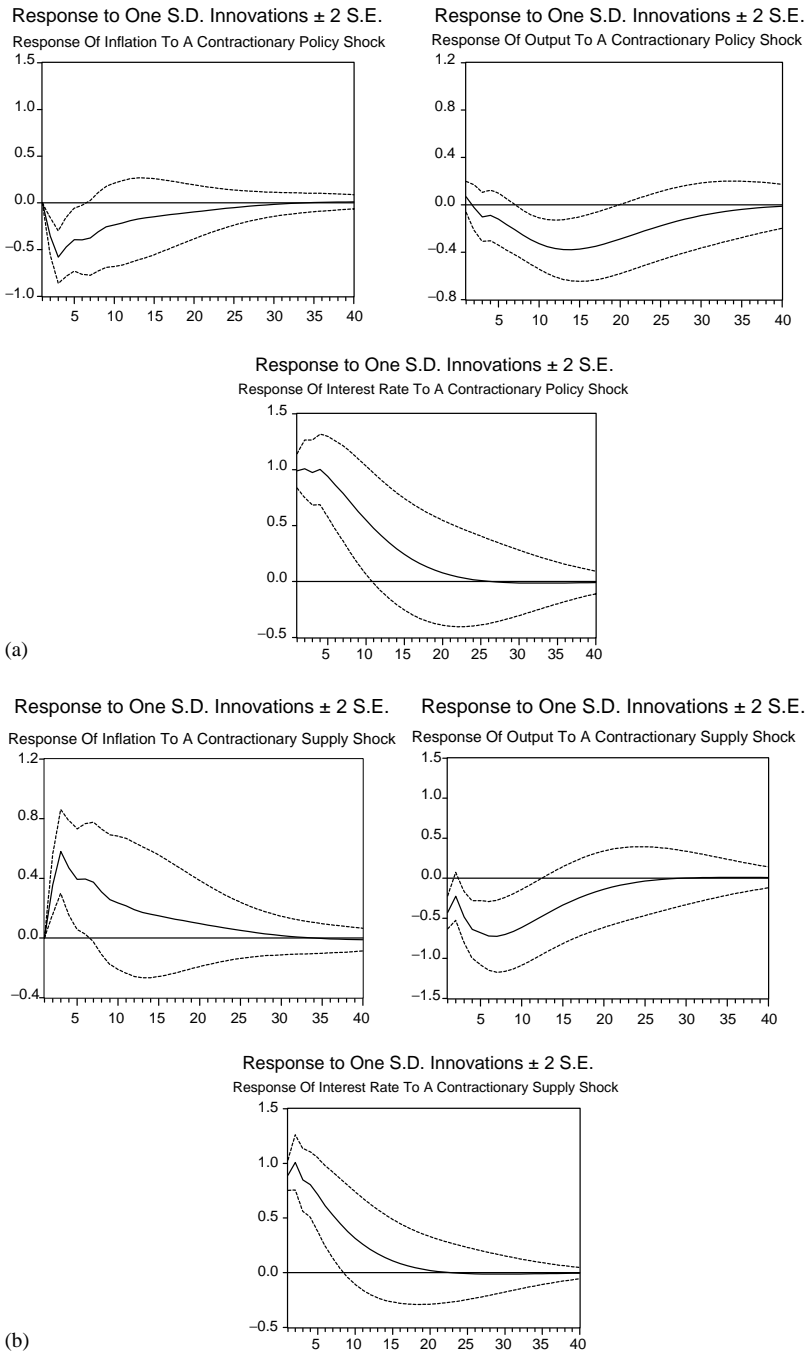 Response to One S.D. Innovations ± 2 S.E.
Response Of Inflation To A Contractionary Policy Shock
1.5
1.0
0.5
0.0
−0.5
−1.0
5 10 15 20 25 30 35 40
Response to One S.D. Innovations ± 2 S.E.
Response Of Output To A Contractionary Policy Shock
1.2
0.8
0.4
0.0
−0.4
−0.8
5 10 15 20 25 30 35 40
Response to One S.D. Innovations ± 2 S.E.
Response Of Interest Rate To A Contractionary Policy Shock
1.5
1.0
0.5
0.0
−0.5
5 10 15 20 25 30 35 40
(a)
Response to One S.D. Innovations ± 2 S.E.
Response Of Inflation To A Contractionary Supply Shock
1.2
0.8
0.4
0.0
−0.4
5 10 15 20 25 30 35 40
Response to One S.D. Innovations ± 2 S.E.
Response Of Output To A Contractionary Supply Shock
1.5
1.0
0.5
0.0
−0.5
−1.0
−1.5
5 10 15 20 25 30 35 40
Response to One S.D. Innovations ± 2 S.E.
Response Of Interest Rate To A Contractionary Supply Shock
1.5
1.0
0.5
0.0
−0.5
5 10 15 20 25 30 35 40
(b)